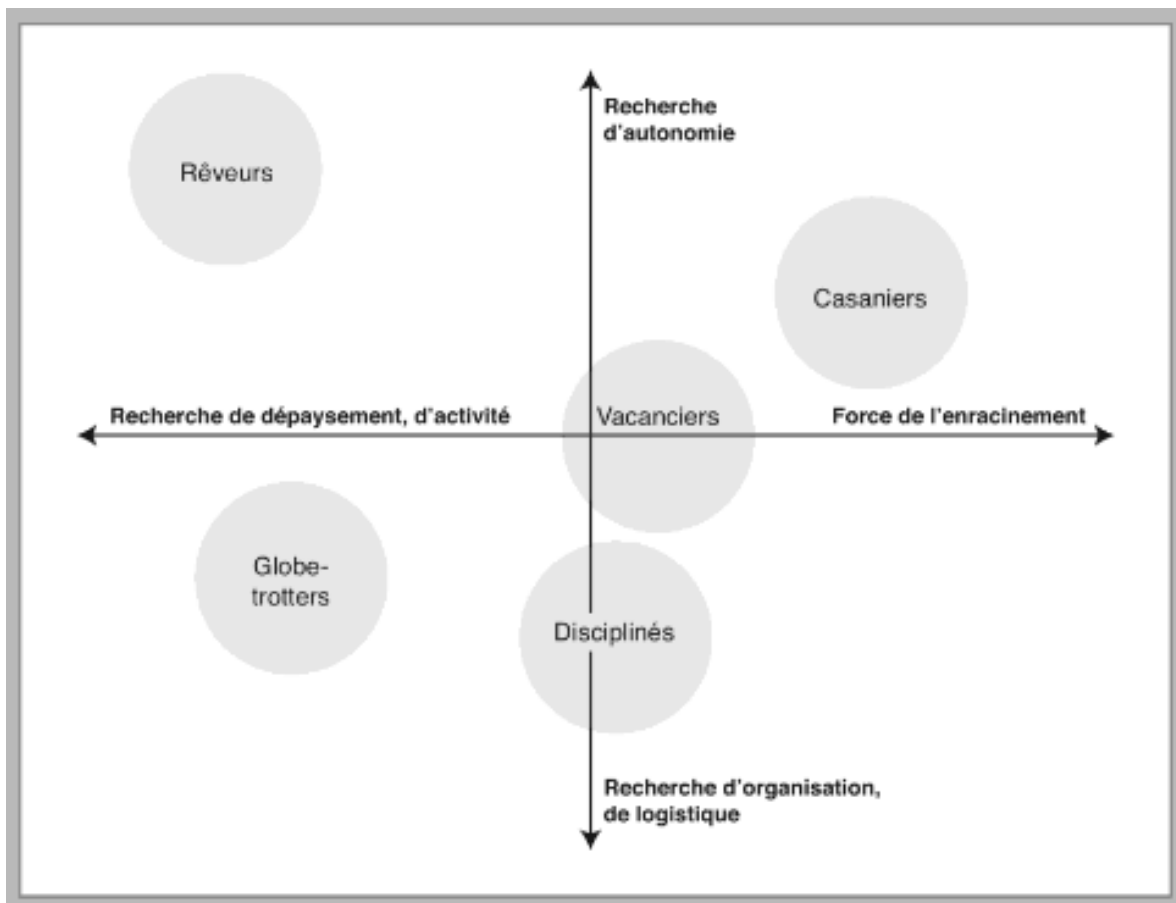 Recherche
d'autonomie
Rêveurs
Casaniers
Recherche de dépaysement, d'activité
Vacanciers
Force de l'enracinement
Globe-
trotters
Disciplinés
Recherche d'organisation,
de logistique